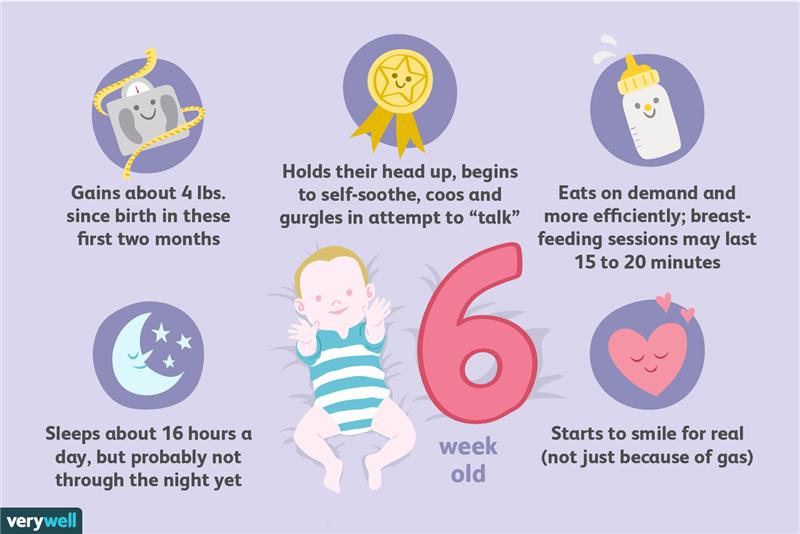 Gains about 4 lbs.
since birth in these
first two months
Holds their head up, begins
to self-soothe, coos and
gurgles in attempt to “talk”
Eats on demand and
more efficiently; breast-
feeding sessions may last
15 to 20 minutes
Sleeps about 16 hours a
day, but probably not
through the night yet
6
week
old
Starts to smile for real
(not just because of gas)
verywell